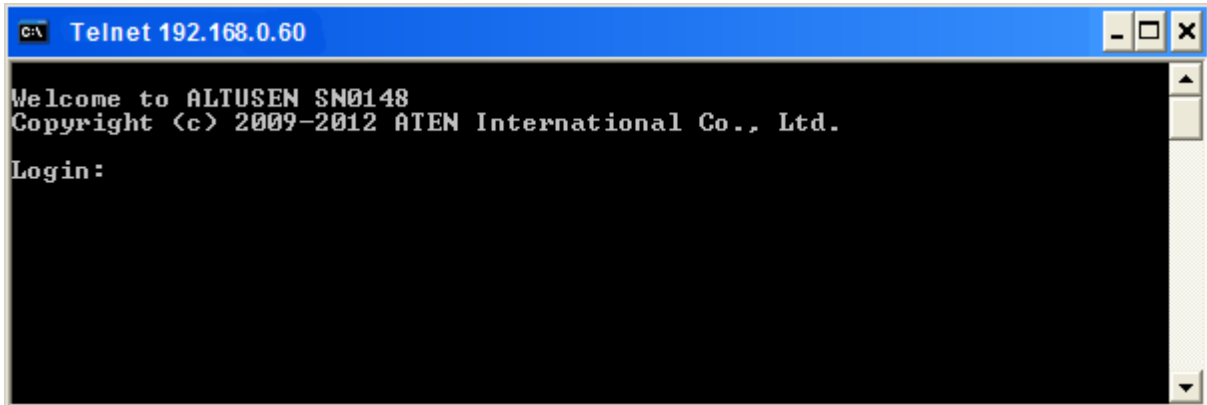 Telnet 192.168.0.60
Welcome to ALTUSEN SN0148
Copyright (c) 2009-2012 ATEN International Co., Ltd.
Login: